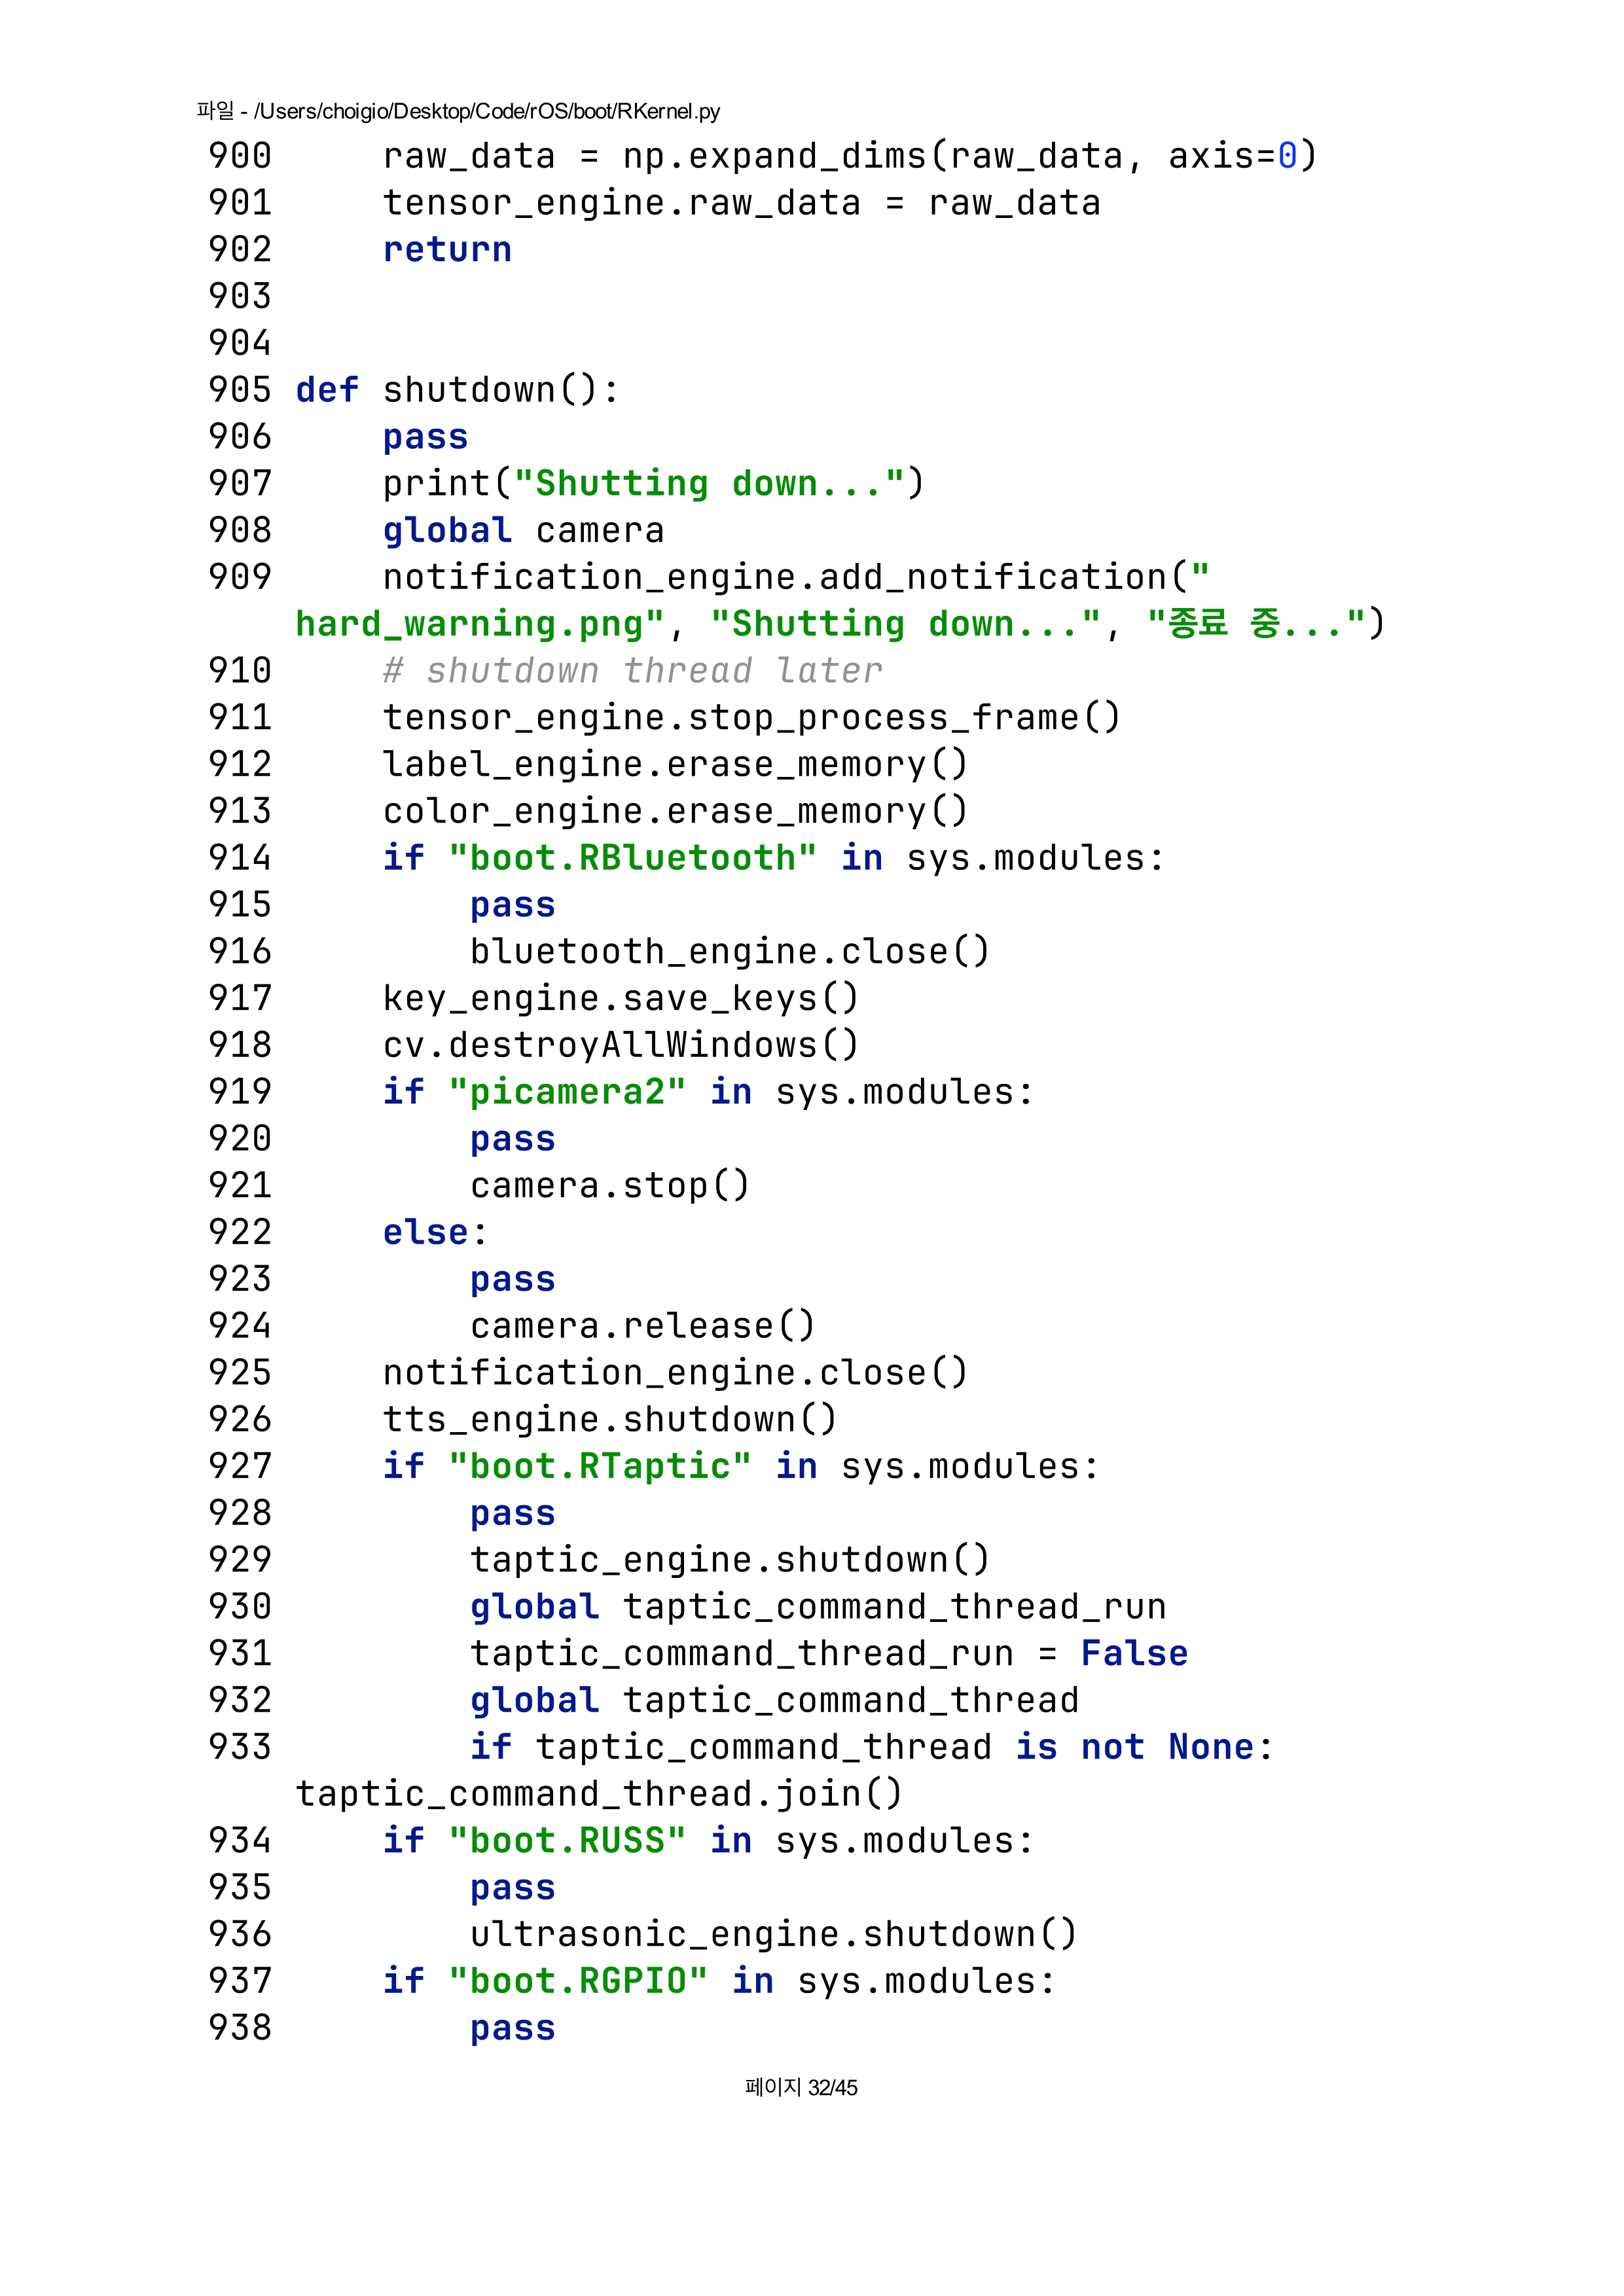 파일 - /Users/choigio/Desktop/Code/rOS/boot/RKernel.py
900     raw_data = np.expand_dims(raw_data, axis=0)
901     tensor_engine.raw_data = raw_data
902     return
903
904
905 def shutdown():
906     pass
907     print("Shutting down...")
908     global camera
909     notification_engine.add_notification("
    hard_warning.png", "Shutting down...", "종료 중...")
910     # shutdown thread later
911     tensor_engine.stop_process_frame()
912     label_engine.erase_memory()
913     color_engine.erase_memory()
914     if "boot.RBluetooth" in sys.modules:
915         pass
916         bluetooth_engine.close()
917     key_engine.save_keys()
918     cv.destroyAllWindows()
919     if "picamera2" in sys.modules:
920         pass
921         camera.stop()
922     else:
923         pass
924         camera.release()
925     notification_engine.close()
926     tts_engine.shutdown()
927     if "boot.RTaptic" in sys.modules:
928         pass
929         taptic_engine.shutdown()
930         global taptic_command_thread_run
931         taptic_command_thread_run = False
932         global taptic_command_thread
933         if taptic_command_thread is not None:
    taptic_command_thread.join()
934     if "boot.RUSS" in sys.modules:
935         pass
936         ultrasonic_engine.shutdown()
937     if "boot.RGPIO" in sys.modules:
938         pass
페이지 32/45